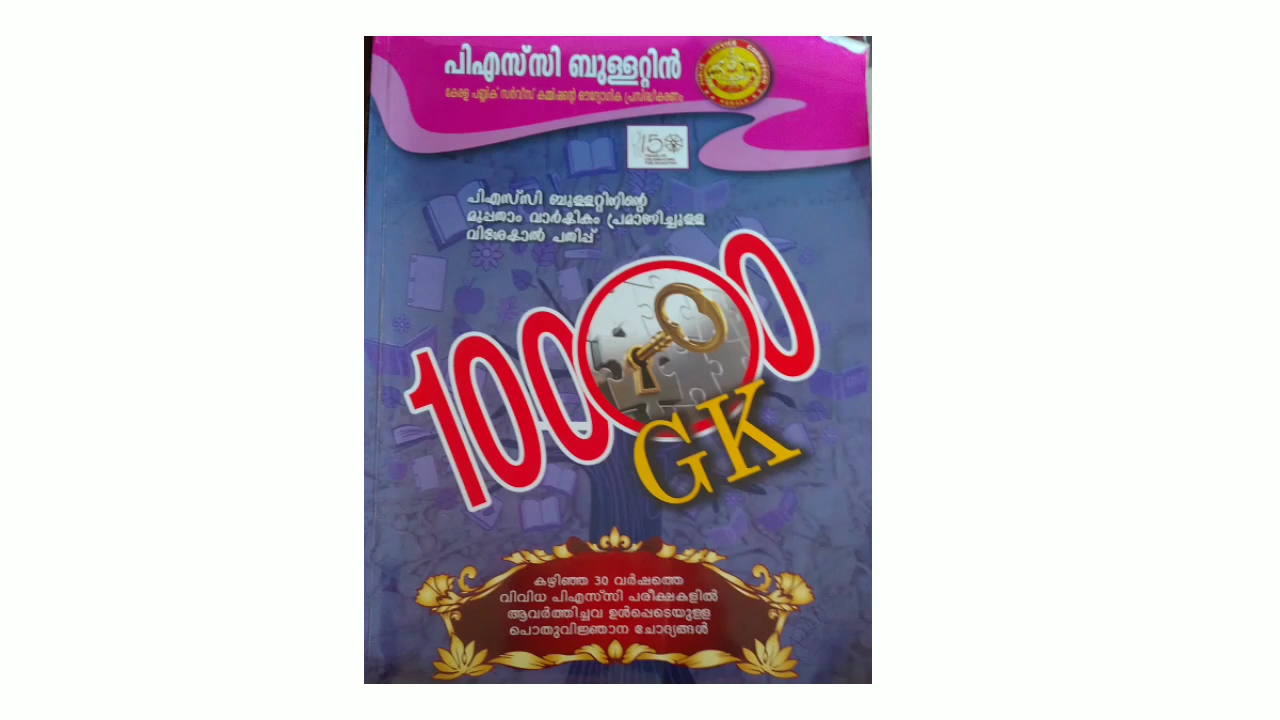 പിഎസ്‌സി ബുള്ളറ്റിൻ
കേരള പബ്ലിക് സർവീസ് കമ്മിഷന്റെ ഔദ്യോഗിക പ്രസിദ്ധീകരണം
150
പിഎസ്‌സി ബുള്ളറ്റിനിന്റെ
മുപ്പതാം വാർഷികം പ്രമാണിച്ചുള്ള
വിശേഷാൽ പതിപ്പ്
10000
GK
കഴിഞ്ഞ 30 വർഷത്തെ
വിവിധ പിഎസ്‌സി പരീക്ഷകളിൽ
ആവർത്തിച്ചവ ഉൾപ്പെടെയുള്ള
പൊതുവിജ്ഞാന ചോദ്യങ്ങൾ